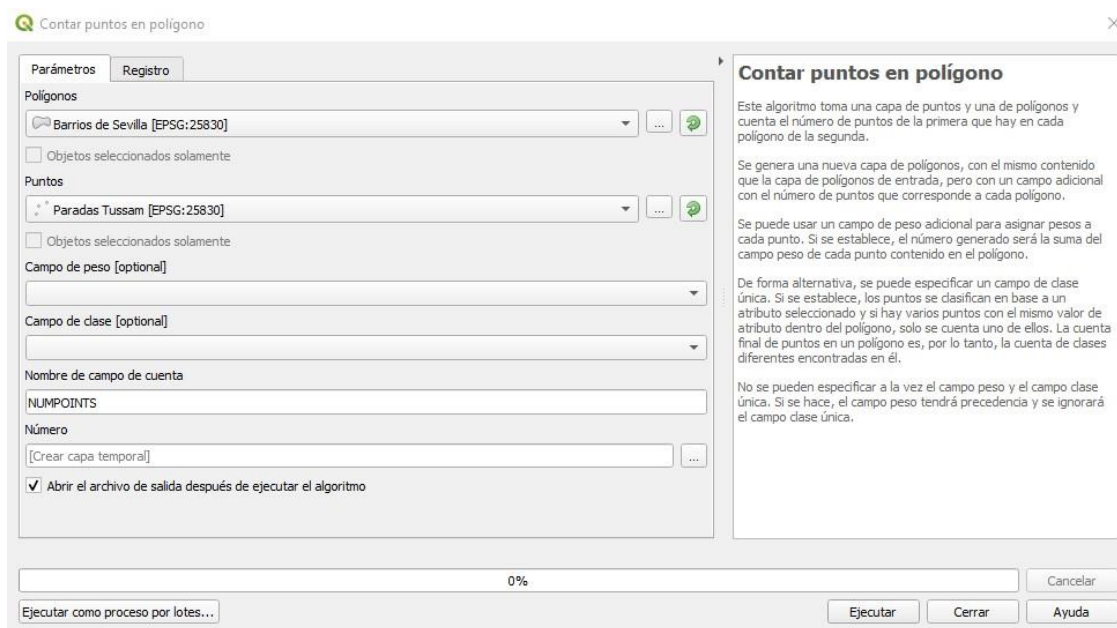 Contar puntos en polígono
Parámetros
Registro
Polígonos
Barrios de Sevilla [EPSG:25830]
...
Objetos seleccionados solamente
Puntos
Paradas Tussam [EPSG:25830]
...
Objetos seleccionados solamente
Campo de peso [optional]
Campo de clase [optional]
Nombre de campo de cuenta
NUMPOINTS
Número
[Crear capa temporal]
...
Abrir el archivo de salida después de ejecutar el algoritmo
Contar puntos en polígono
Este algoritmo toma una capa de puntos y una de polígonos y
cuenta el número de puntos de la primera que hay en cada
polígono de la segunda.
Se genera una nueva capa de polígonos, con el mismo contenido
que la capa de polígonos de entrada, pero con un campo adicional
con el número de puntos que corresponde a cada polígono.
Se puede usar un campo de peso adicional para asignar pesos a
cada punto. Si se establece, el número generado será la suma del
campo peso de cada punto contenido en el polígono.
De forma alternativa, se puede especificar un campo de clase
única. Si se establece, los puntos se clasifican en base a un
atributo seleccionado y si hay varios puntos con el mismo valor de
atributo dentro del polígono, solo se cuenta uno de ellos. La cuenta
final de puntos en un polígono es, por lo tanto, la cuenta de clases
diferentes encontradas en él.
No se pueden especificar a la vez el campo peso y el campo clase
única. Si se hace, el campo peso tendrá precedencia y se ignorará
el campo clase única.
0%
Cancelar
Ejecutar como proceso por lotes...
Ejecutar
Cerrar
Ayuda